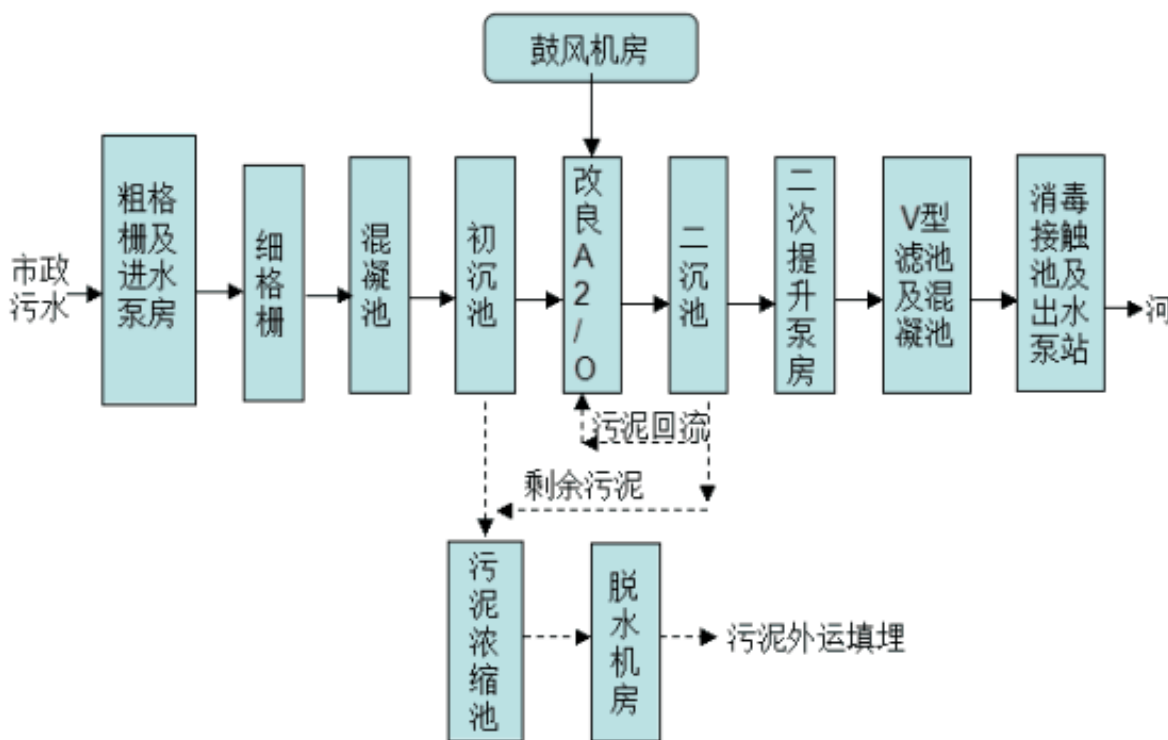 鼓风机房
市政
污水
粗格
栅及
进水
泵房
细格栅
混凝池
初沉池
改良A2/O
二沉池
二次提升泵房
V型
滤池
及混
凝池
消毒
接触
池及
出水
泵站
河
污泥回流
剩余污泥
污泥浓缩池
脱水机房
污泥外运填埋